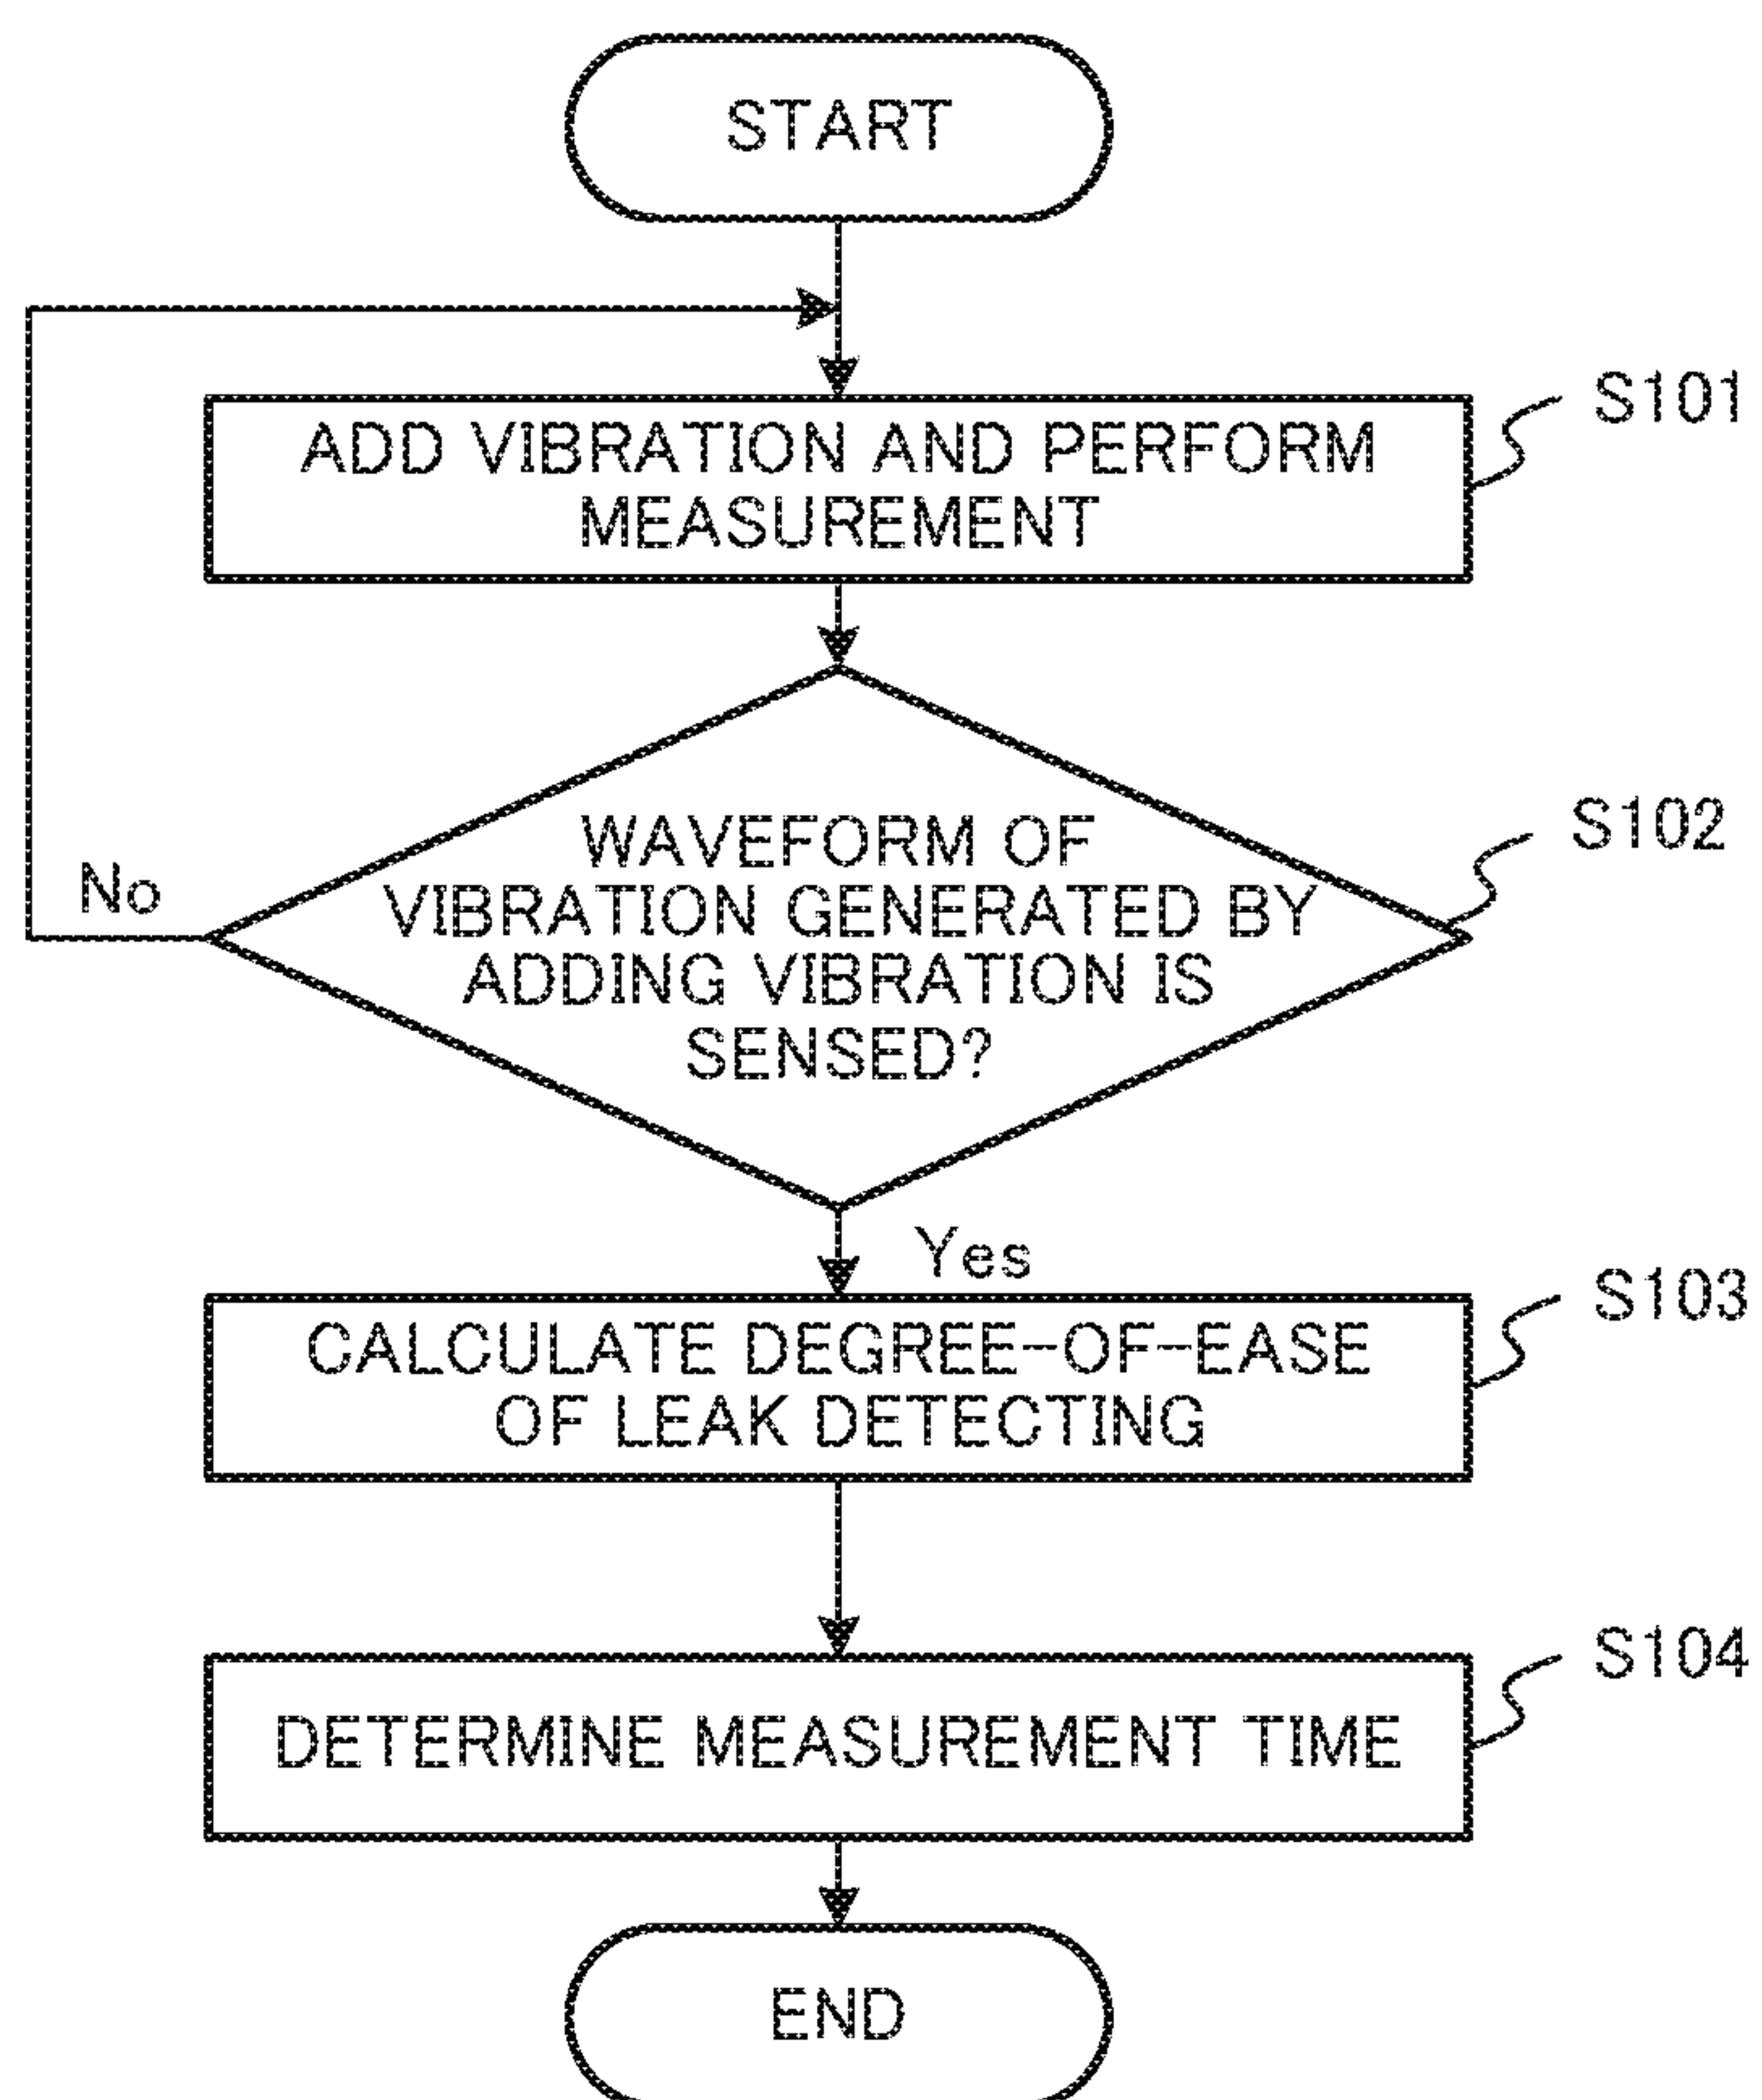 START
S101
ADD VIBRATION AND PERFORM
MEASUREMENT
S102
WAVEFORM OF
VIBRATION GENERATED BY
ADDING VIBRATION IS
SENSED?
No
Yes
S103
CALCULATE DEGREE-OF-EASE
OF LEAK DETECTING
S104
DETERMINE MEASUREMENT TIME
END